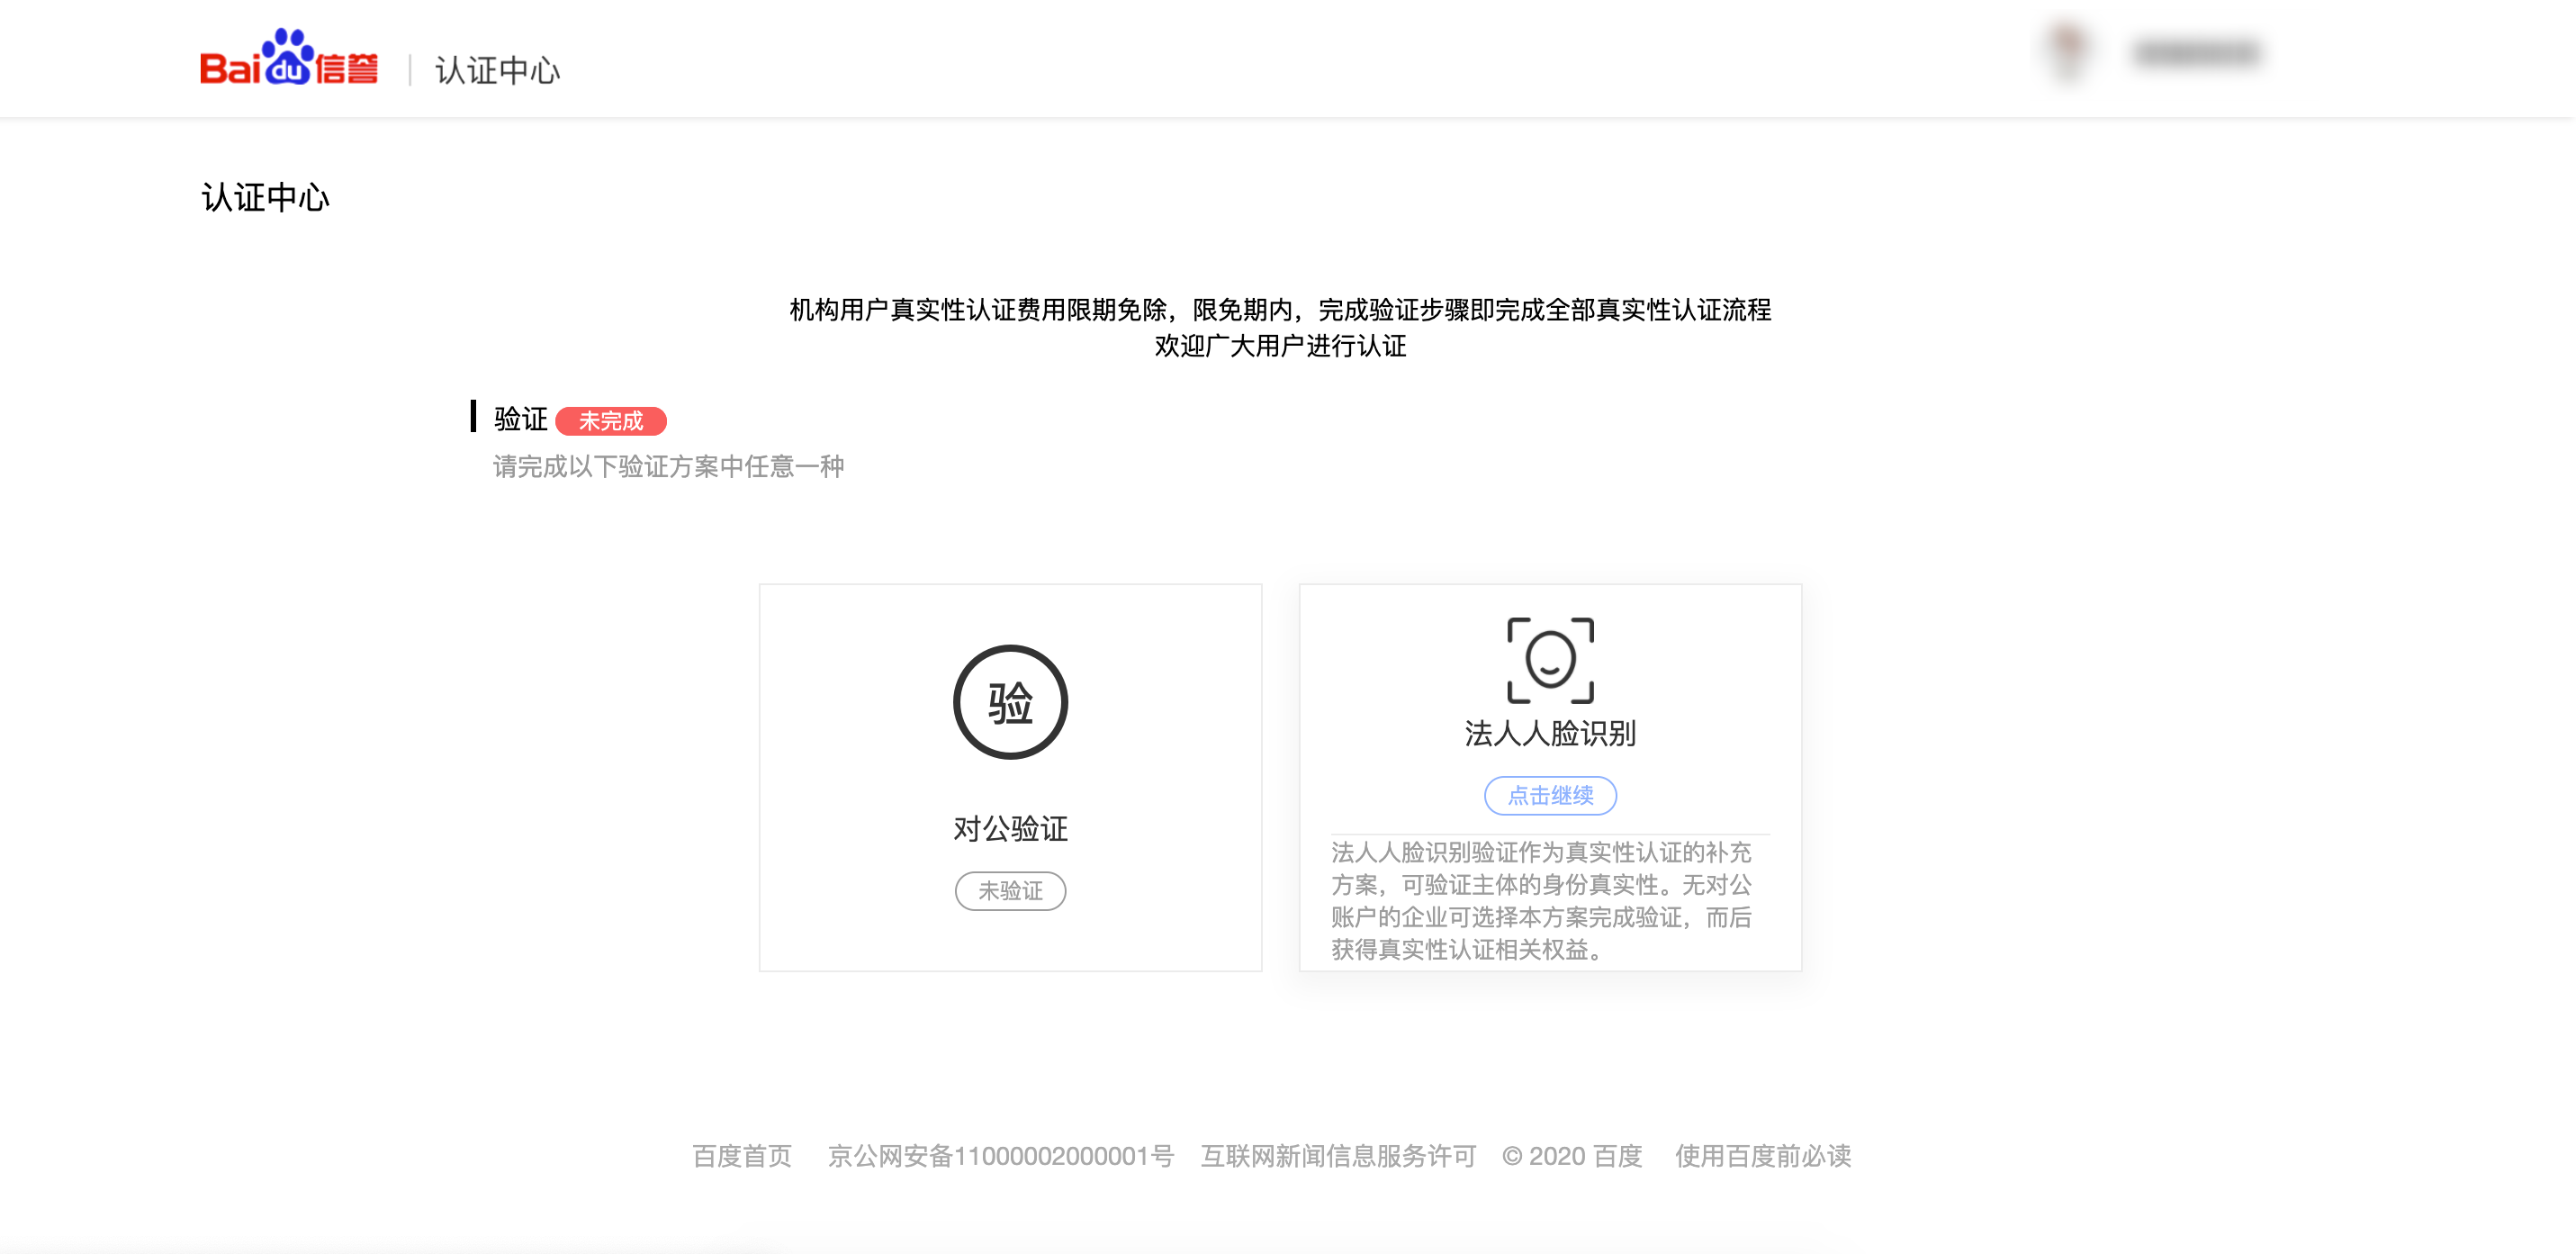 Baidu信誉 认证中心
认证中心
机构用户真实性认证费用限期免除，限免期内，完成验证步骤即完成全部真实性认证流程
欢迎广大用户进行认证
验证 未完成
请完成以下验证方案中任意一种
验
对公验证
未验证
法人人脸识别
点击继续
法人人脸识别验证作为真实性认证的补充
方案，可验证主体的身份真实性。无对公
账户的企业可选择本方案完成验证，而后
获得真实性认证相关权益。
百度首页 京公网安备11000002000001号 互联网新闻信息服务许可 © 2020 百度 使用百度前必读